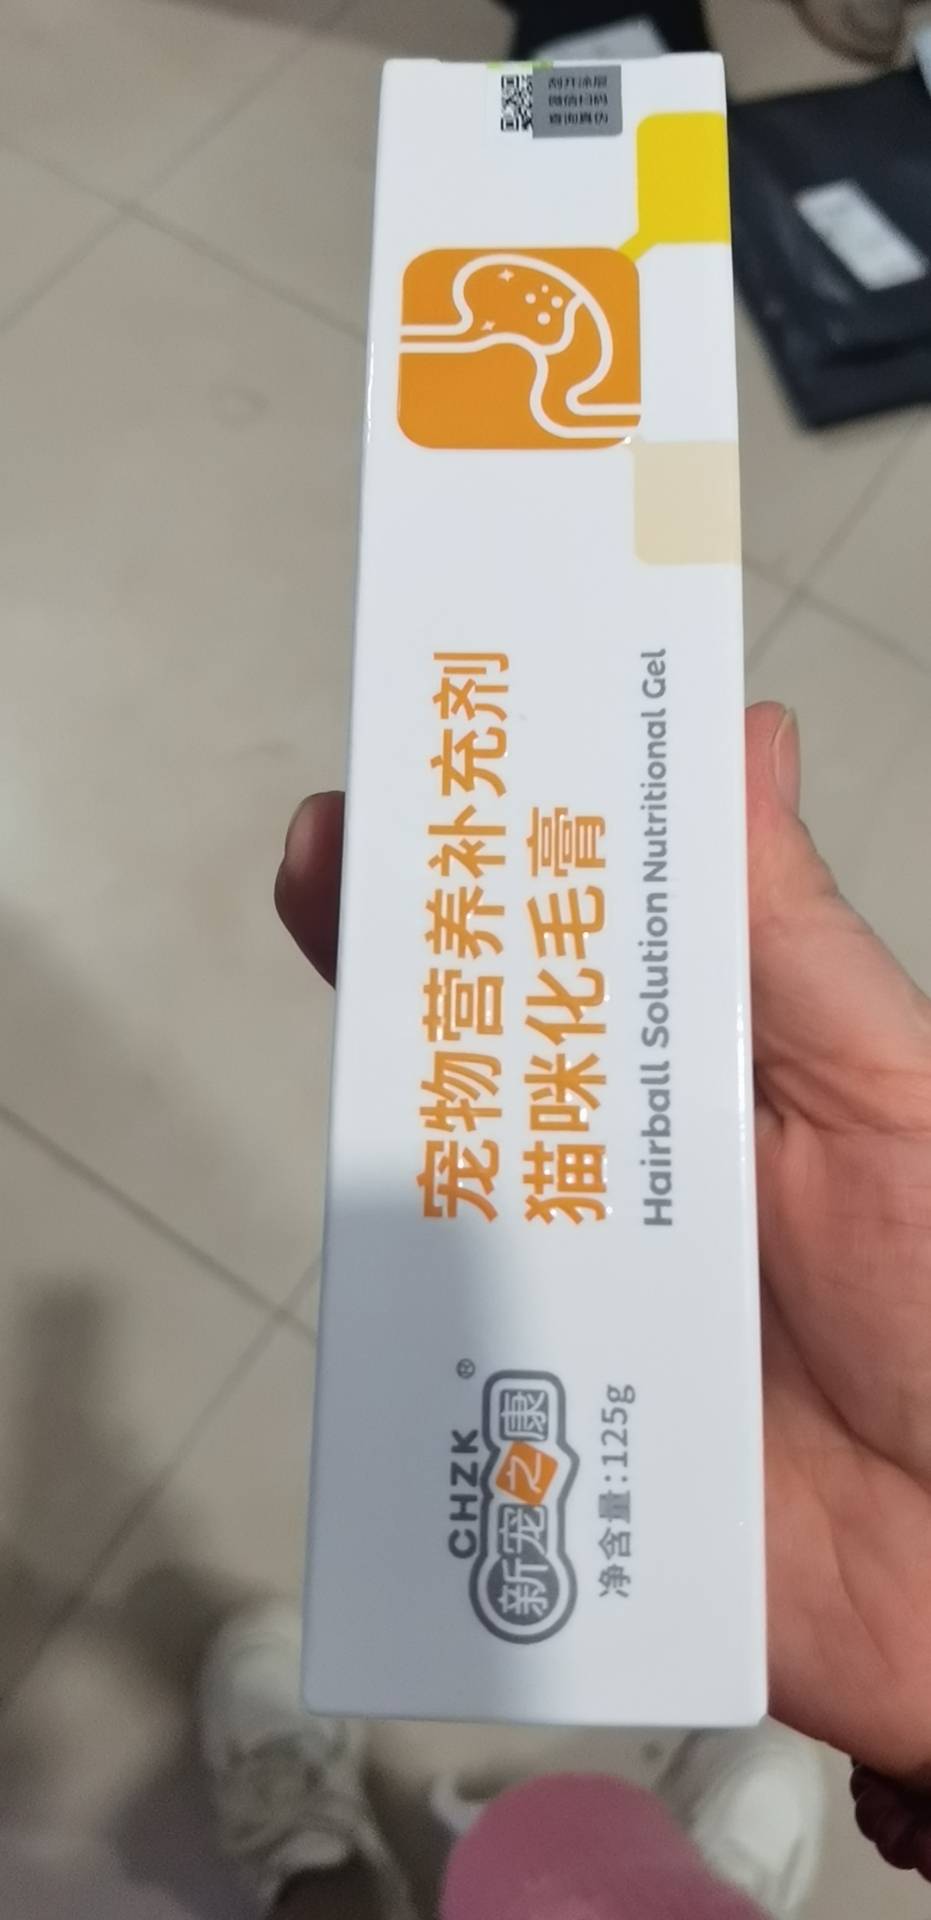 CHZK®
新宠之康
净含量:125g
宠物营养补充剂
猫咪化毛膏
Hairball Solution Nutritional Gel
刮开涂层
微信扫码
查询真伪